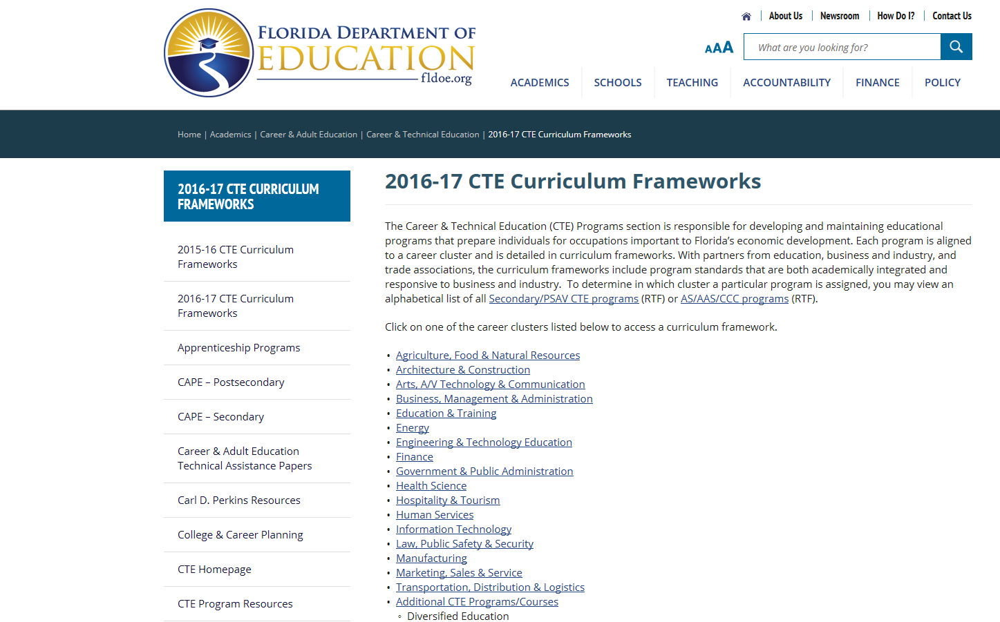 About Us
Newsroom
How Do I?
Contact Us
FLORIDA DEPARTMENT OF
EDUCATION
fldoe.org
AAA
What are you looking for?
ACADEMICS
SCHOOLS
TEACHING
ACCOUNTABILITY
FINANCE
POLICY
Home | Academics | Career & Adult Education | Career & Technical Education | 2016-17 CTE Curriculum Frameworks
2016-17 CTE CURRICULUM
FRAMEWORKS
2015-16 CTE Curriculum
Frameworks
2016-17 CTE Curriculum
Frameworks
Apprenticeship Programs
CAPE – Postsecondary
CAPE – Secondary
Career & Adult Education
Technical Assistance Papers
Carl D. Perkins Resources
College & Career Planning
CTE Homepage
CTE Program Resources
2016-17 CTE Curriculum Frameworks
The Career & Technical Education (CTE) Programs section is responsible for developing and maintaining educational
programs that prepare individuals for occupations important to Florida’s economic development. Each program is aligned
to a career cluster and is detailed in curriculum frameworks. With partners from education, business and industry, and
trade associations, the curriculum frameworks include program standards that are both academically integrated and
responsive to business and industry.  To determine in which cluster a particular program is assigned, you may view an
alphabetical list of all Secondary/PSAV CTE programs (RTF) or AS/AAS/CCC programs (RTF).
Click on one of the career clusters listed below to access a curriculum framework.
• Agriculture, Food & Natural Resources
• Architecture & Construction
• Arts, A/V Technology & Communication
• Business, Management & Administration
• Education & Training
• Energy
• Engineering & Technology Education
• Finance
• Government & Public Administration
• Health Science
• Hospitality & Tourism
• Human Services
• Information Technology
• Law, Public Safety & Security
• Manufacturing
• Marketing, Sales & Service
• Transportation, Distribution & Logistics
• Additional CTE Programs/Courses
◦ Diversified Education